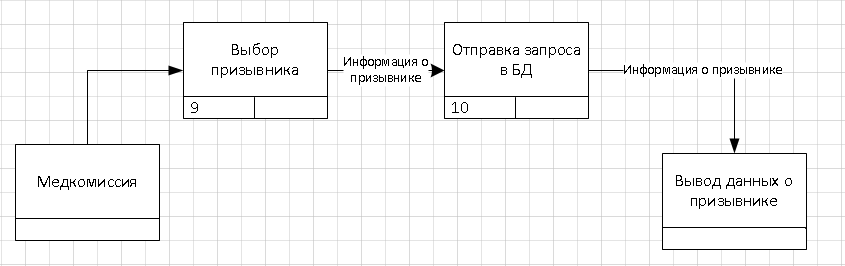 Выбор
призывника
9
Информация о
призывнике
Отправка запроса
в БД
10
Информация о призывнике
Медкомиссия
Вывод данных о
призывнике